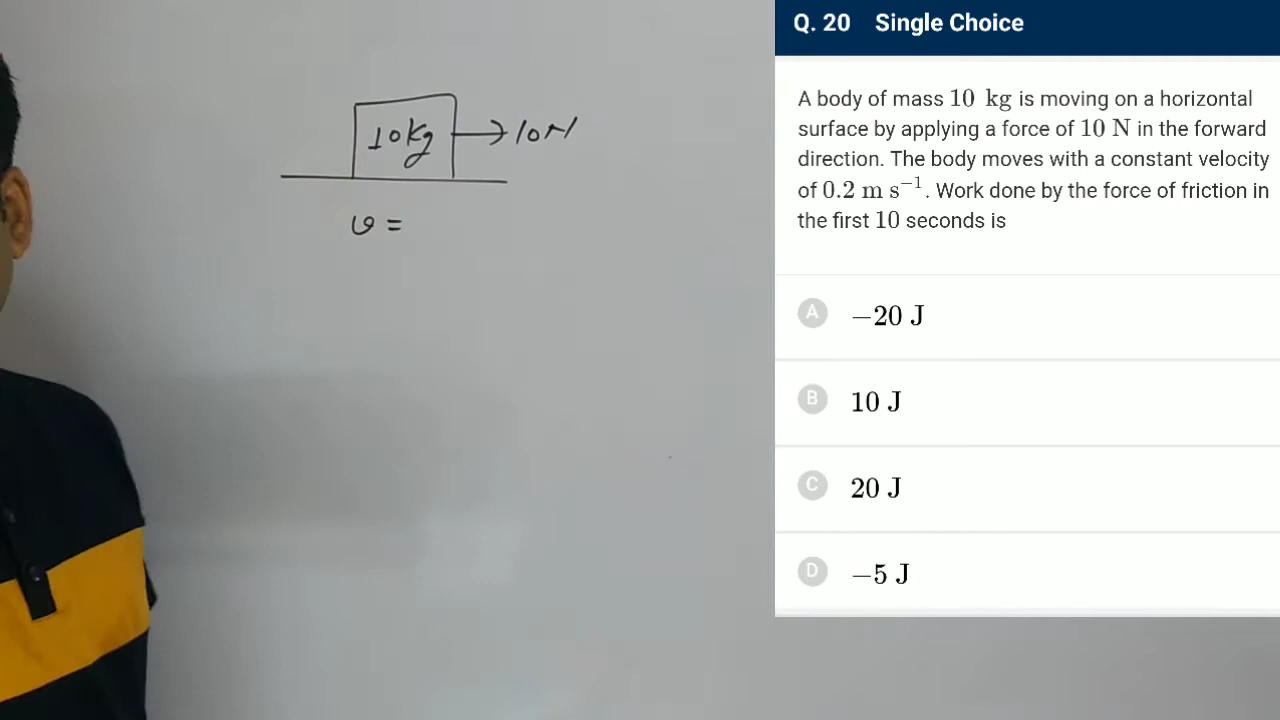 10kg → 10N
v =
Q. 20 Single Choice
A body of mass 10 kg is moving on a horizontal
surface by applying a force of 10 N in the forward
direction. The body moves with a constant velocity
of 0.2 m s⁻¹. Work done by the force of friction in
the first 10 seconds is
A −20 J
B 10 J
C 20 J
D −5 J